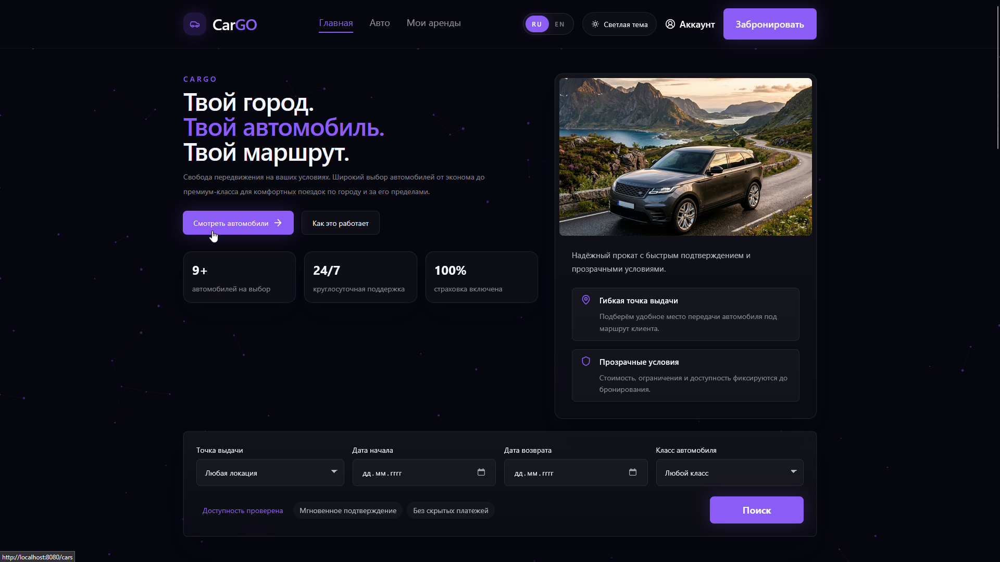 CarGO
Главная
Авто
Мои аренды
RU
EN
Светлая тема
Аккаунт
Забронировать
CARGO
Твой город.
Твой автомобиль.
Твой маршрут.
Свобода передвижения на ваших условиях. Широкий выбор автомобилей от эконома до
премиум-класса для комфортных поездок по городу и за его пределами.
Смотреть автомобили
Как это работает
9+
автомобилей на выбор
24/7
круглосуточная поддержка
100%
страховка включена
Надёжный прокат с быстрым подтверждением и
прозрачными условиями.
Гибкая точка выдачи
Подберём удобное место передачи автомобиля под
маршрут клиента.
Прозрачные условия
Стоимость, ограничения и доступность фиксируются до
бронирования.
Точка выдачи
Любая локация
Дата начала
дд.мм.гггг
Дата возврата
дд.мм.гггг
Класс автомобиля
Любой класс
Доступность проверена
Мгновенное подтверждение
Без скрытых платежей
Поиск
http://localhost:8080/cars